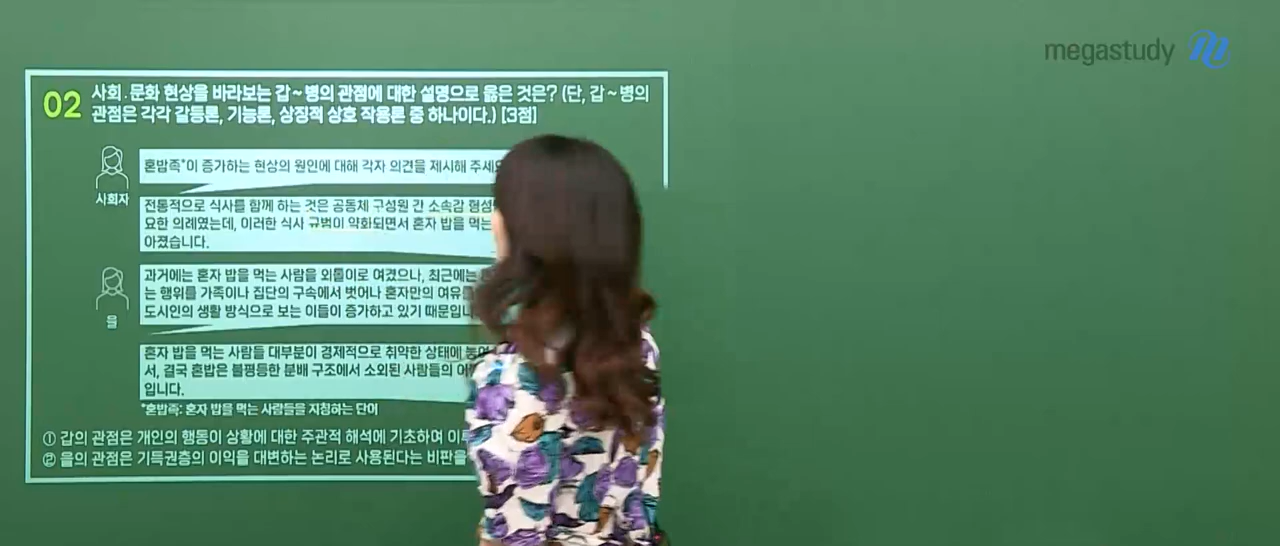 megastudy
02 사회·문화 현상을 바라보는 갑~병의 관점에 대한 설명으로 옳은 것은? (단, 갑~병의
관점은 각각 갈등론, 기능론, 상징적 상호 작용론 중 하나이다.) [3점]
혼밥족*이 증가하는 현상의 원인에 대해 각자 의견을 제시해 주세요
사회자
전통적으로 식사를 함께 하는 것은 공동체 구성원 간 소속감 형성
요한 의례였는데, 이러한 식사 규범이 약화되면서 혼자 밥을 먹는
아졌습니다.
과거에는 혼자 밥을 먹는 사람을 외톨이로 여겼으나, 최근에는
는 행위를 가족이나 집단의 구속에서 벗어나 혼자만의 여유를
도시인의 생활 방식으로 보는 이들이 증가하고 있기 때문입니
을
혼자 밥을 먹는 사람들 대부분이 경제적으로 취약한 상태에 놓여
서, 결국 혼밥은 불평등한 분배 구조에서 소외된 사람들의
입니다.
*혼밥족: 혼자 밥을 먹는 사람들을 지칭하는 단어
① 갑의 관점은 개인의 행동이 상황에 대한 주관적 해석에 기초하여
② 을의 관점은 기득권층의 이익을 대변하는 논리로 사용된다는 비판을